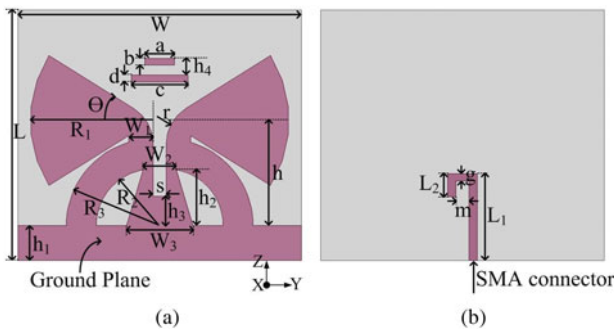 W
a
b
h4
d
c
Θ
r
L
R1
W1
W2
h
s
R2
h2
R3
h3
h1
W3
Ground Plane
Z
X
Y
(a)
g
L2
m
L1
SMA connector
(b)